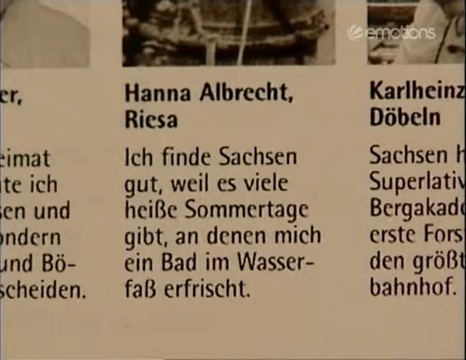 emotions
er,
eimat
te ich
sen und
ondern
und Bö-
scheiden.
Hanna Albrecht,
Riesa
Ich finde Sachsen
gut, weil es viele
heiße Sommertage
gibt, an denen mich
ein Bad im Wasser-
faß erfrischt.
Karlheinz
Döbeln
Sachsen h
Superlativ
Bergakade
erste Fors
den größt
bahnhof.